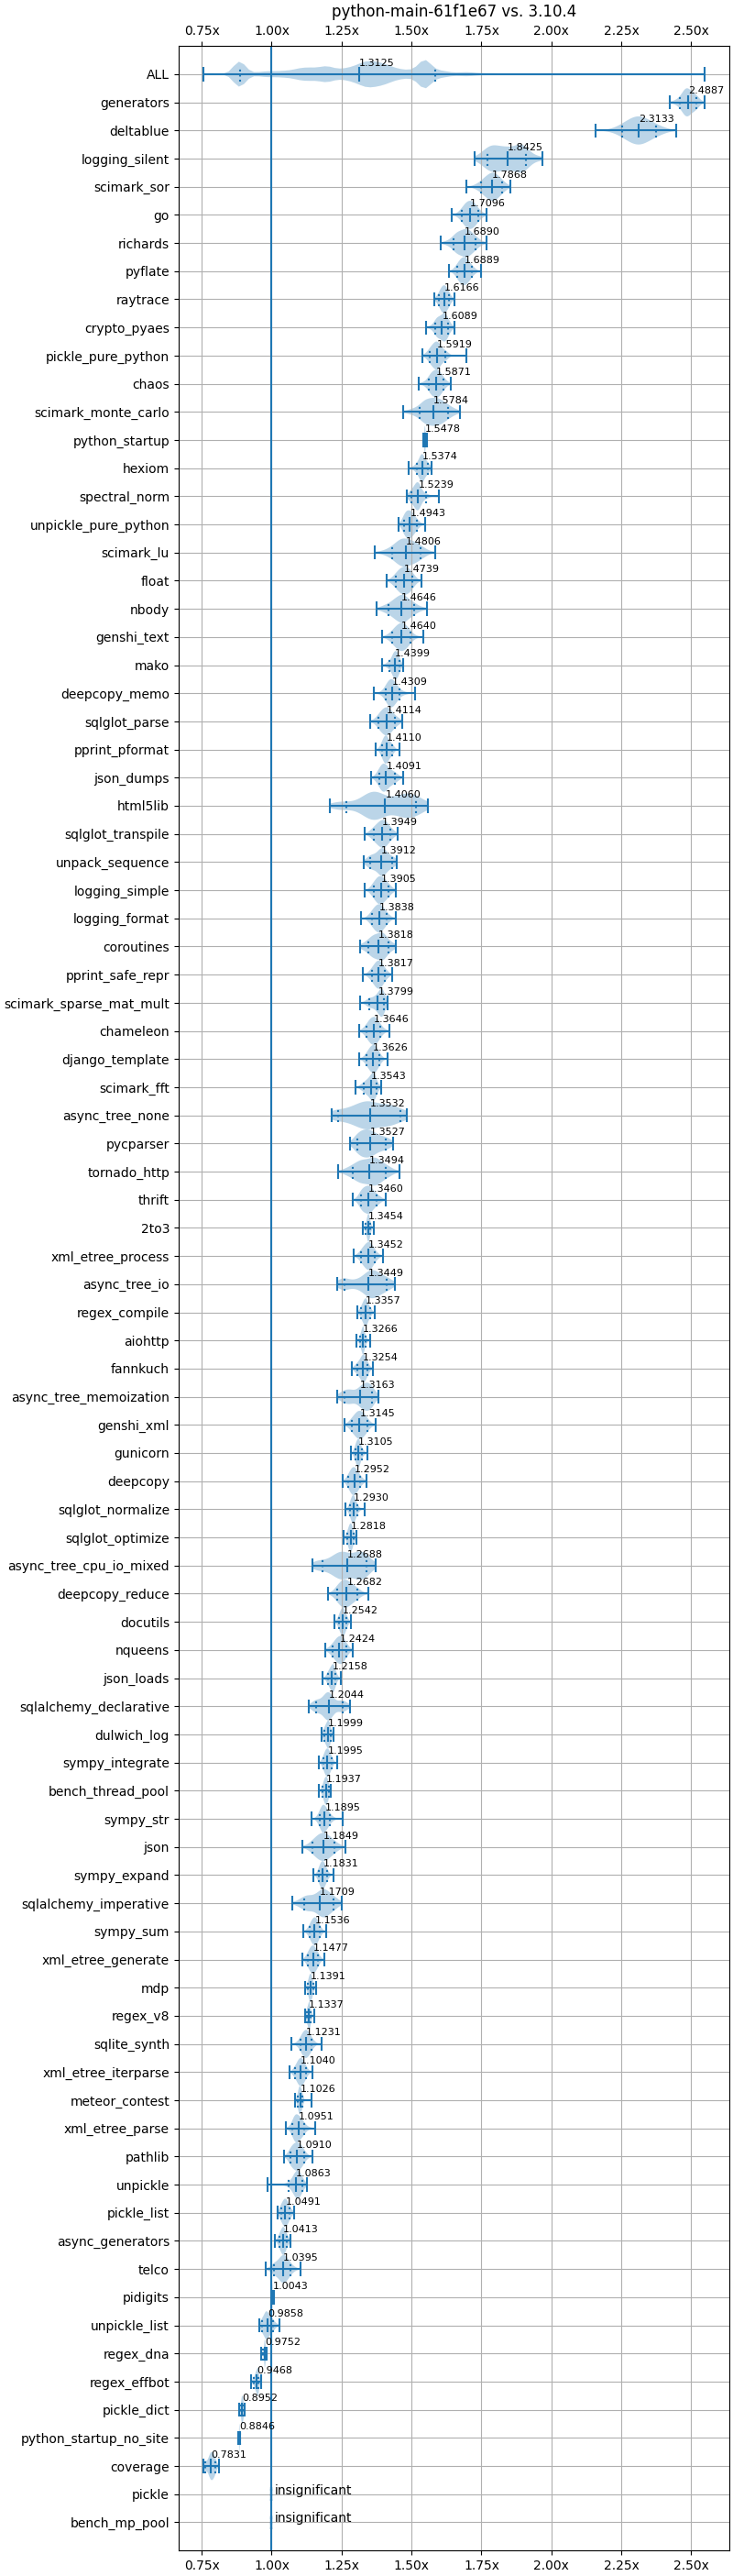 python-main-61f1e67 vs. 3.10.4
0.75x 1.00x 1.25x 1.50x 1.75x 2.00x 2.25x 2.50x
ALL 1.3125
generators 2.4887
deltablue 2.3133
logging_silent 1.8425
scimark_sor 1.7868
go 1.7096
richards 1.6890
pyflate 1.6889
raytrace 1.6166
crypto_pyaes 1.6089
pickle_pure_python 1.5919
chaos 1.5871
scimark_monte_carlo 1.5784
python_startup 1.5478
hexiom 1.5374
spectral_norm 1.5239
unpickle_pure_python 1.4943
scimark_lu 1.4806
float 1.4739
nbody 1.4646
genshi_text 1.4640
mako 1.4399
deepcopy_memo 1.4309
sqlglot_parse 1.4114
pprint_pformat 1.4110
json_dumps 1.4091
html5lib 1.4060
sqlglot_transpile 1.3949
unpack_sequence 1.3912
logging_simple 1.3905
logging_format 1.3838
coroutines 1.3818
pprint_safe_repr 1.3817
scimark_sparse_mat_mult 1.3799
chameleon 1.3646
django_template 1.3626
scimark_fft 1.3543
async_tree_none 1.3532
pycparser 1.3527
tornado_http 1.3494
thrift 1.3460
2to3 1.3454
xml_etree_process 1.3452
async_tree_io 1.3449
regex_compile 1.3357
aiohttp 1.3266
fannkuch 1.3254
async_tree_memoization 1.3163
genshi_xml 1.3145
gunicorn 1.3105
deepcopy 1.2952
sqlglot_normalize 1.2930
sqlglot_optimize 1.2818
async_tree_cpu_io_mixed 1.2688
deepcopy_reduce 1.2682
docutils 1.2542
nqueens 1.2424
json_loads 1.2158
sqlalchemy_declarative 1.2044
dulwich_log 1.1999
sympy_integrate 1.1995
bench_thread_pool 1.1937
sympy_str 1.1895
json 1.1849
sympy_expand 1.1831
sqlalchemy_imperative 1.1709
sympy_sum 1.1536
xml_etree_generate 1.1477
mdp 1.1391
regex_v8 1.1337
sqlite_synth 1.1231
xml_etree_iterparse 1.1040
meteor_contest 1.1026
xml_etree_parse 1.0951
pathlib 1.0910
unpickle 1.0863
pickle_list 1.0491
async_generators 1.0413
telco 1.0395
pidigits 1.0043
unpickle_list 0.9858
regex_dna 0.9752
regex_effbot 0.9468
pickle_dict 0.8952
python_startup_no_site 0.8846
coverage 0.7831
pickle insignificant
bench_mp_pool insignificant
0.75x 1.00x 1.25x 1.50x 1.75x 2.00x 2.25x 2.50x